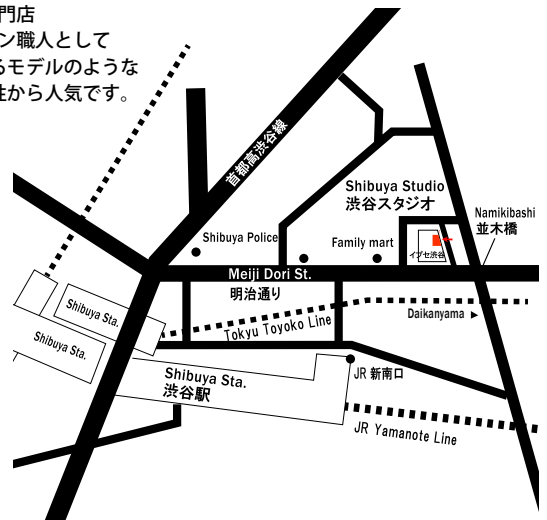 門店
ン職人として
るモデルのような
性から人気です。
首都高渋谷線
Shibuya Studio
渋谷スタジオ
Namikibashi
並木橋
Shibuya Police
Family mart
イプセ渋谷
Meiji Dori St.
明治通り
Shibuya Sta.
Tokyu Toyoko Line
Daikanyama
Shibuya Sta.
Shibuya Sta.
渋谷駅
JR 新南口
JR Yamanote Line